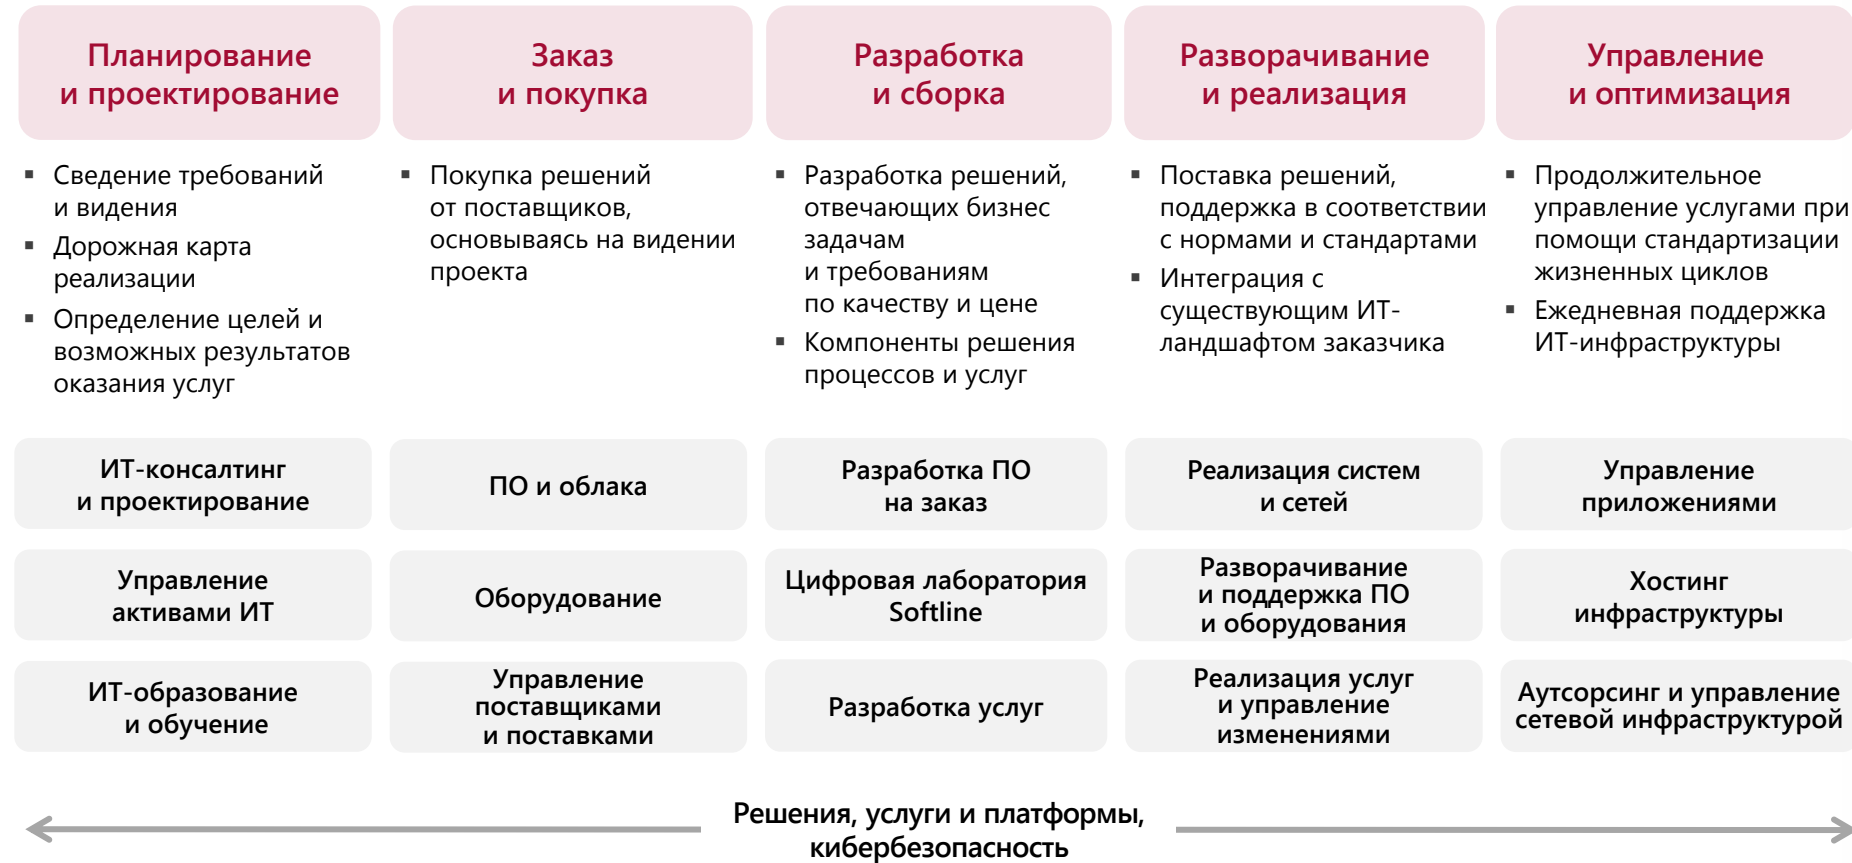 Планирование
и проектирование
Заказ
и покупка
Разработка
и сборка
Разворачивание
и реализация
Управление
и оптимизация
▪ Сведение требований
и видения
▪ Дорожная карта
реализации
▪ Определение целей и
возможных результатов
оказания услуг
▪ Покупка решений
от поставщиков,
основываясь на видении
проекта
▪ Разработка решений,
отвечающих бизнес
задачам
и требованиям
по качеству и цене
▪ Компоненты решения
процессов и услуг
▪ Поставка решений,
поддержка в соответствии
с нормами и стандартами
▪ Интеграция с
существующим ИТ-
ландшафтом заказчика
▪ Продолжительное
управление услугами при
помощи стандартизации
жизненных циклов
▪ Ежедневная поддержка
ИТ-инфраструктуры
ИТ-консалтинг
и проектирование
ПО и облака
Разработка ПО
на заказ
Реализация систем
и сетей
Управление
приложениями
Управление
активами ИТ
Оборудование
Цифровая лаборатория
Softline
Разворачивание
и поддержка ПО
и оборудования
Хостинг
инфраструктуры
ИТ-образование
и обучение
Управление
поставщиками
и поставками
Разработка услуг
Реализация услуг
и управление
изменениями
Аутсорсинг и управление
сетевой инфраструктурой
Решения, услуги и платформы,
кибербезопасность